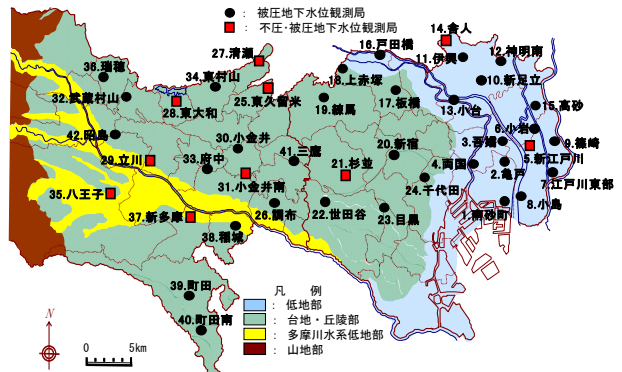 ● : 被圧地下水位観測局
■ : 不圧・被圧地下水位観測局
14.舎人
16.戸田橋
11.伊興
12.神明南
27.清瀬
36.瑞穂
34.東村山
18.上赤塚
10.新足立
32.武蔵村山
28.東大和
25.東久留米
19.練馬
17.板橋
13.小台
15.高砂
6.小岩
42.昭島
30.小金井
3.吾嬬
9.篠崎
29.立川
33.府中
41.三鷹
20.新宿
4.両国
5.新江戸川
21.杉並
2.亀戸
7.江戸川東部
35.八王子
31.小金井南
24.千代田
37.新多摩
26.調布
22.世田谷
23.目黒
1.南砂町
8.小島
38.稲城
39.町田
40.町田南
凡 例
: 低地部
: 台地・丘陵部
: 多摩川水系低地部
: 山地部
N
0 5km